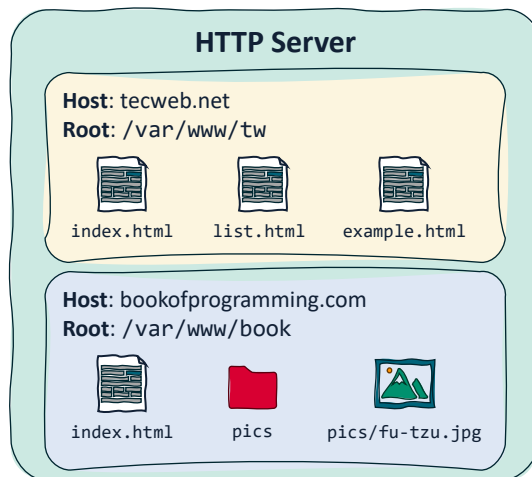 HTTP Server
Host: tecweb.net
Root: /var/www/tw
index.html list.html example.html
Host: bookofprogramming.com
Root: /var/www/book
index.html pics pics/fu-tzu.jpg